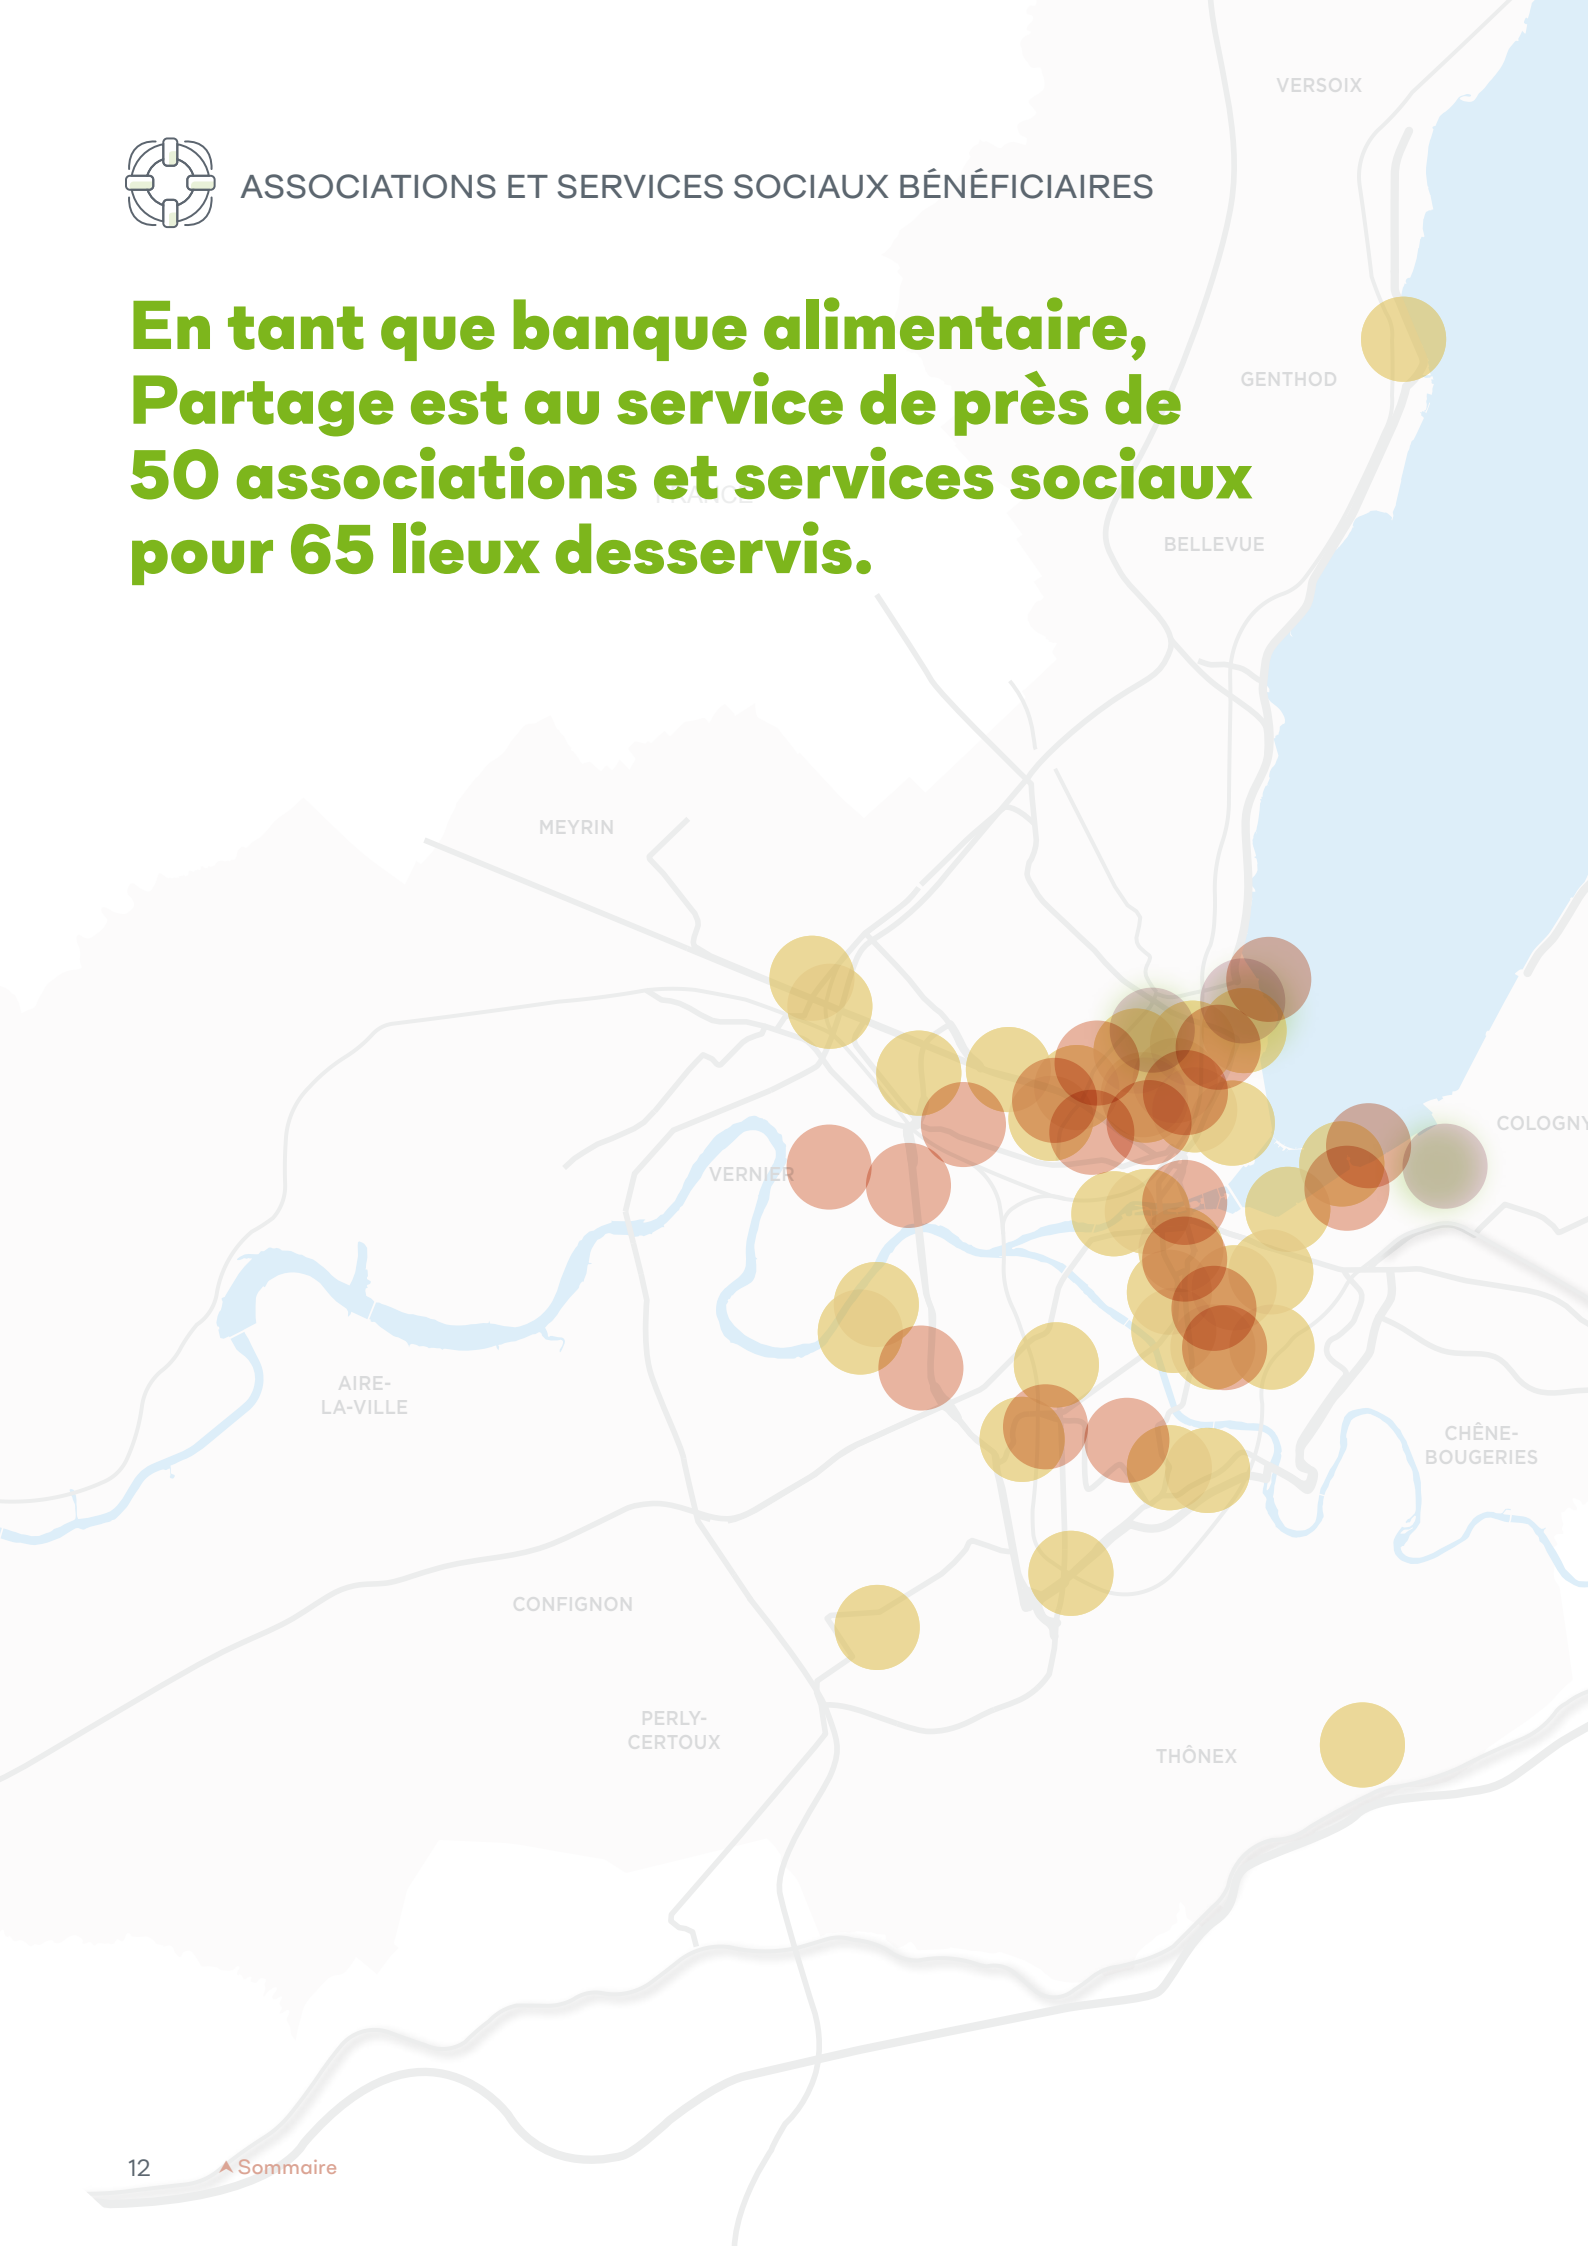 ASSOCIATIONS ET SERVICES SOCIAUX BÉNÉFICIAIRES
En tant que banque alimentaire,
Partage est au service de près de
50 associations et services sociaux
pour 65 lieux desservis.
FRANCE
VERSOIX
GENTHOD
BELLEVUE
MEYRIN
COLOGNY
VERNIER
AIRE-
LA-VILLE
CHÊNE-
BOUGERIES
CONFIGNON
PERLY-
CERTOUX
THÔNEX
12
Sommaire